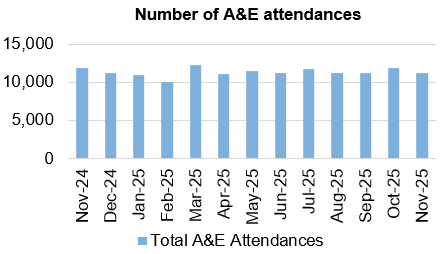 Number of A&E attendances
15,000
10,000
5,000
0
Nov-24
Dec-24
Jan-25
Feb-25
Mar-25
Apr-25
May-25
Jun-25
Jul-25
Aug-25
Sep-25
Oct-25
Nov-25
Total A&E Attendances